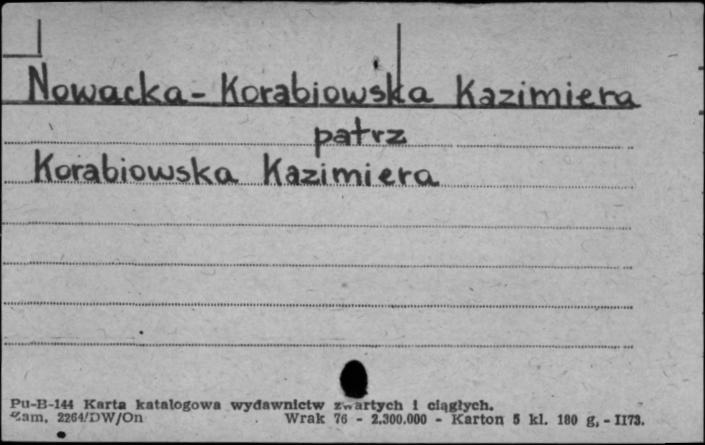 Nowacka-Korabiowska Kazimiera
patrz
Korabiowska Kazimiera
Pu-B-144 Karta katalogowa wydawnictw zwartych i ciągłych.
Zam. 2264/DW/On Wrak 76 - 2.300.000 - Karton 5 kl. 180 g. - II73.